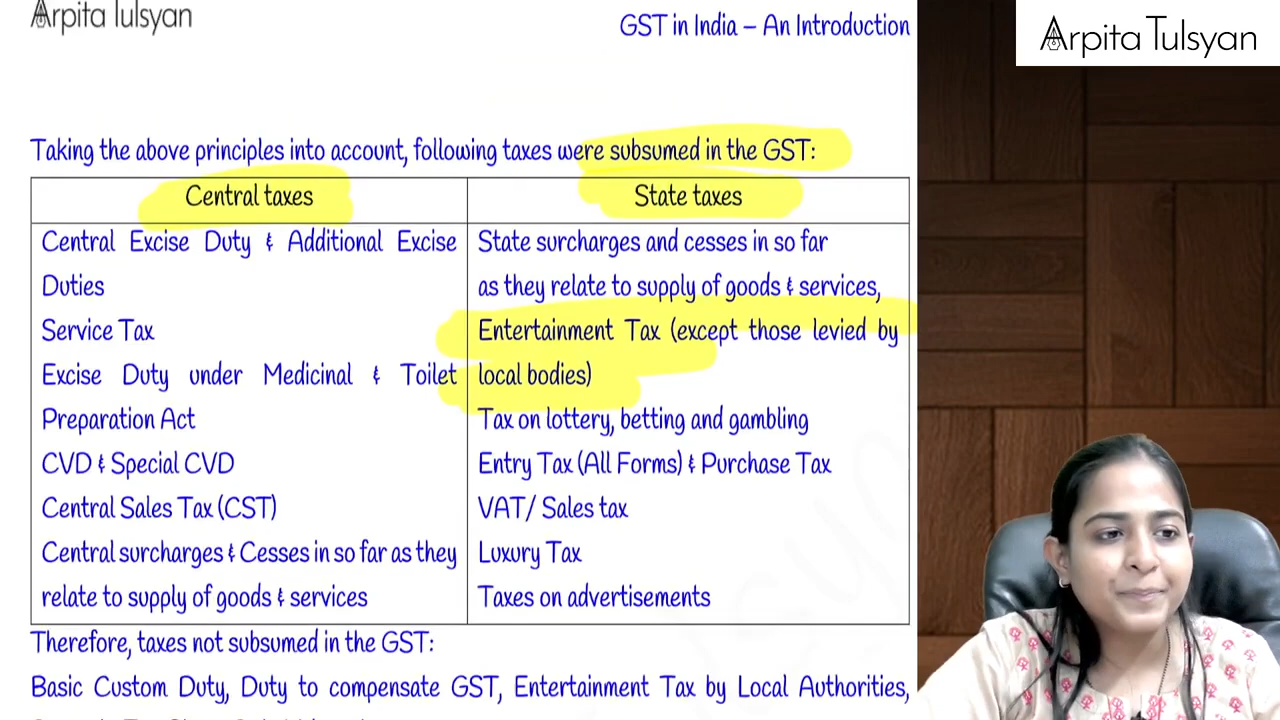 Arpita Tulsyan
GST in India – An Introduction
Arpita Tulsyan
Taking the above principles into account, following taxes were subsumed in the GST:
Central taxes
State taxes
Central Excise Duty & Additional Excise
Duties
Service Tax
Excise Duty under Medicinal & Toilet
Preparation Act
CVD & Special CVD
Central Sales Tax (CST)
Central surcharges & Cesses in so far as they
relate to supply of goods & services
State surcharges and cesses in so far
as they relate to supply of goods & services,
Entertainment Tax (except those levied by
local bodies)
Tax on lottery, betting and gambling
Entry Tax (All Forms) & Purchase Tax
VAT/ Sales tax
Luxury Tax
Taxes on advertisements
Therefore, taxes not subsumed in the GST:
Basic Custom Duty, Duty to compensate GST, Entertainment Tax by Local Authorities,